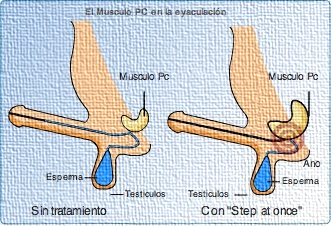 El Musculo PC en la eyaculación
Musculo Pc
Musculo Pc
Ano
Esperma
Esperma
Testiculos
Testiculos
Sin tratamiento
Con "Step at once"